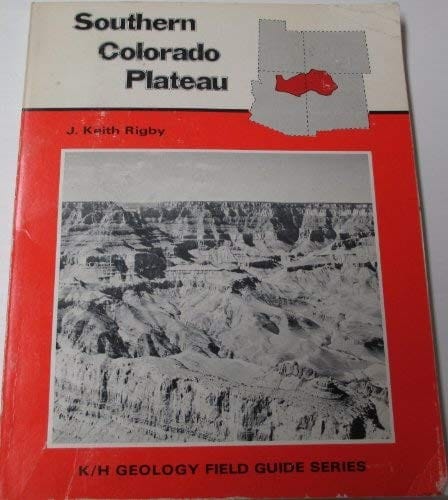 Southern
Colorado
Plateau
J. Keith Rigby
K/H GEOLOGY FIELD GUIDE SERIES